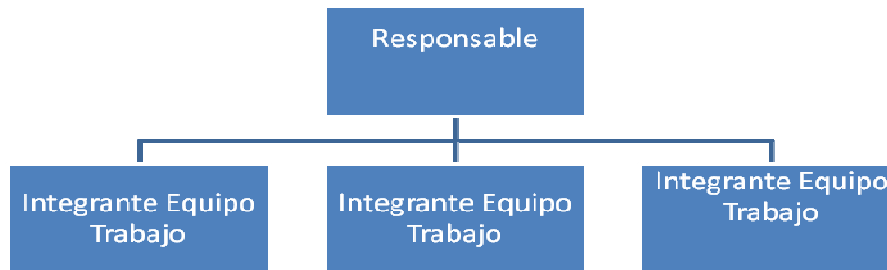 Responsable
Integrante Equipo
Trabajo
Integrante Equipo
Trabajo
Integrante Equipo
Trabajo